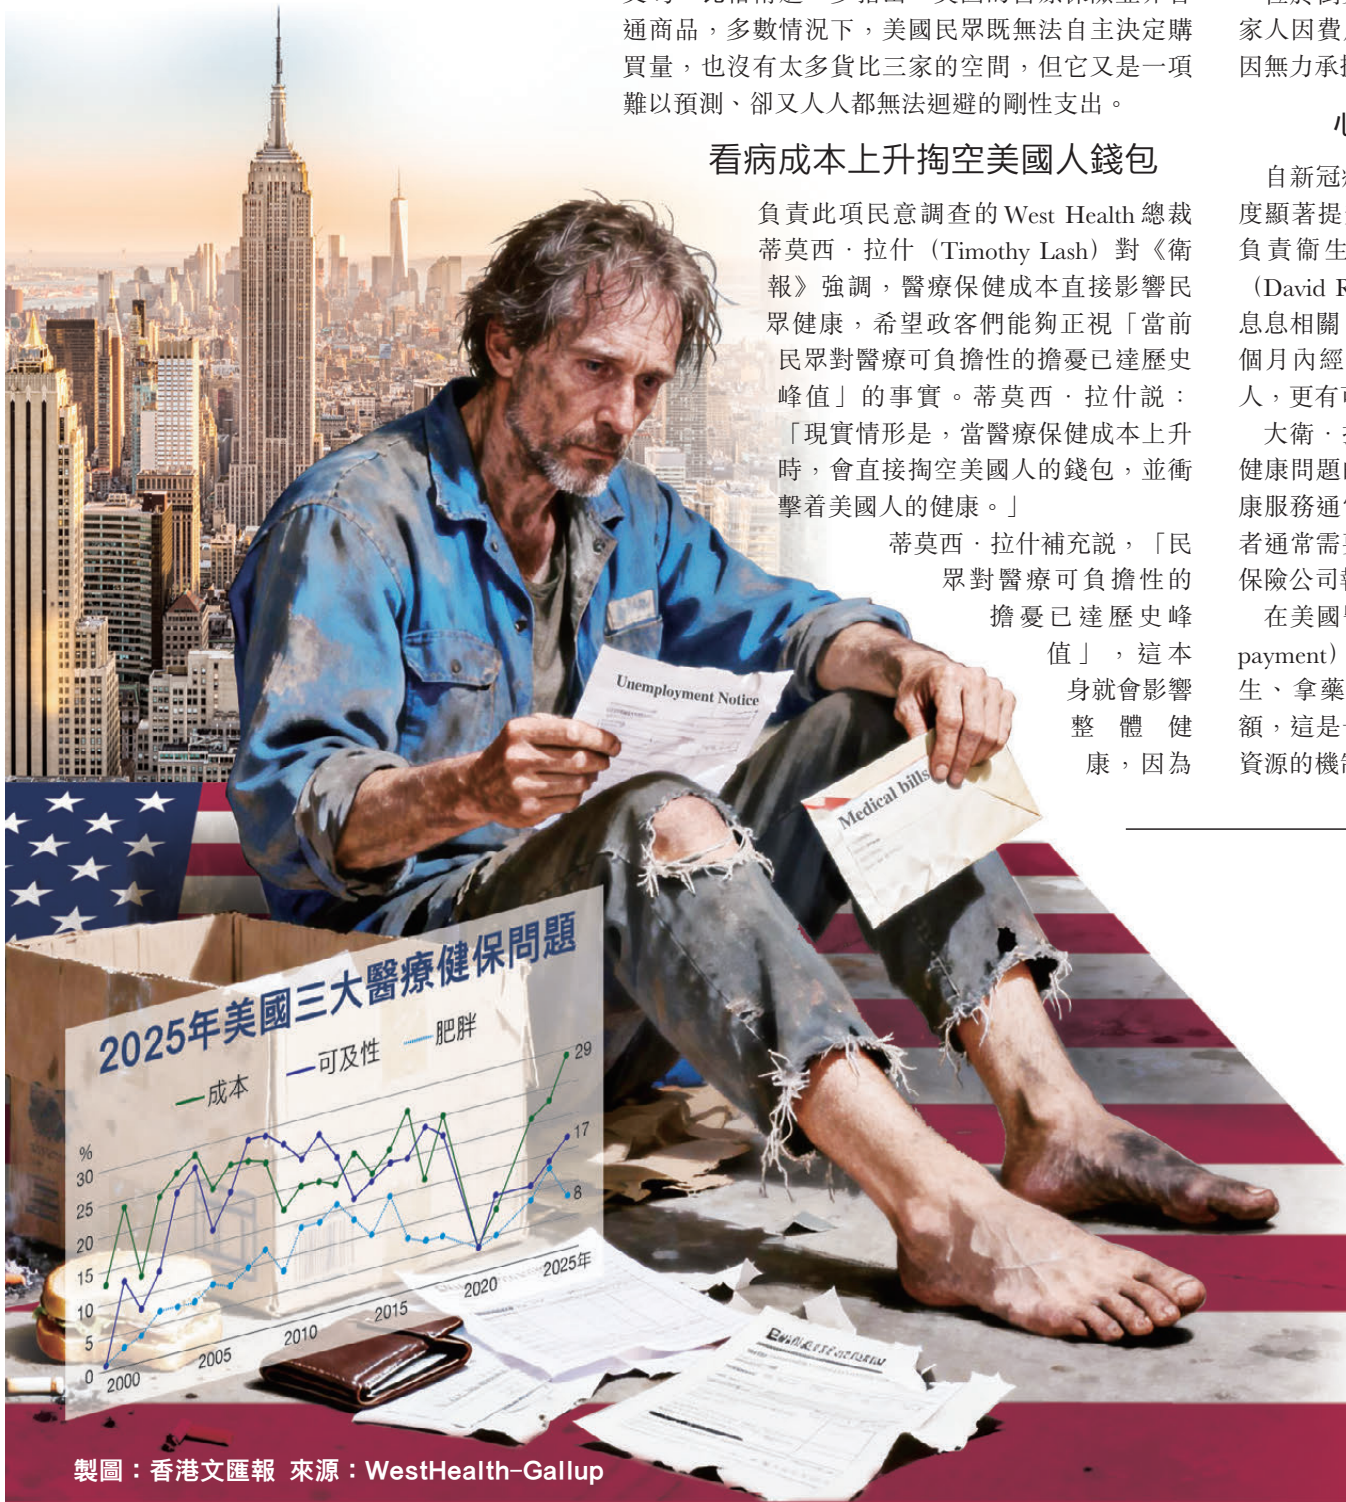 通商品，多數情況下，美國民眾既無法自主決定購
買量，也沒有太多貨比三家的空間，但它又是一項
難以預測、卻又人人都無法迴避的剛性支出。
看病成本上升掏空美國人錢包
負責此項民意調查的West Health總裁
蒂莫西·拉什（Timothy Lash）對《衞
報》強調，醫療保健成本直接影響民
眾健康，希望政客們能夠正視「當前
民眾對醫療可負擔性的擔憂已達歷史
峰值」的事實。蒂莫西·拉什説：
「現實情形是，當醫療保健成本上升
時，會直接掏空美國人的錢包，並衝
擊着美國人的健康。」
蒂莫西·拉什補充説，「民
眾對醫療可負擔性的
擔憂已達歷史峰
值」，這本
身就會影響
整體健
康，因為
家人因費
因無力承
自新冠
度顯著提
負責衞生
（David R
息息相關
個月內經
人，更有
大衛·
健康問題
康服務通
者通常需
保險公司
在美國
payment）
生、拿藥
額，這是
資源的機
Unemployment Notice
Medical bills
2025年美國三大醫療健保問題
成本
可及性
肥胖
%
30
25
20
15
10
5
0
29
17
8
2000
2005
2010
2015
2020
2025年
製圖：香港文匯報 來源：WestHealth-Gallup